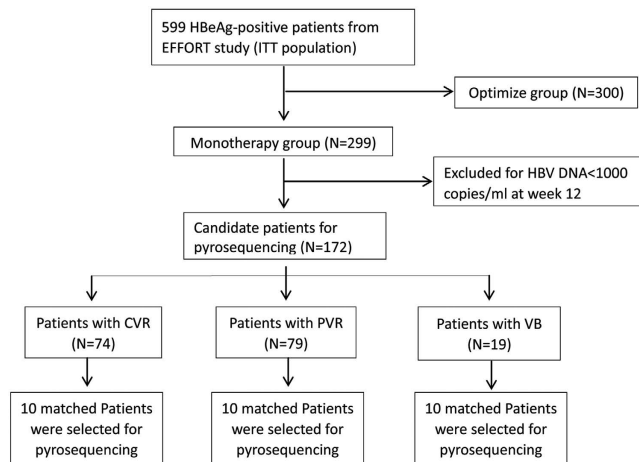 599 HBeAg-positive patients from
EFFORT study (ITT population)
Optimize group (N=300)
Monotherapy group (N=299)
Excluded for HBV DNA<1000
copies/ml at week 12
Candidate patients for
pyrosequencing (N=172)
Patients with CVR
(N=74)
Patients with PVR
(N=79)
Patients with VB
(N=19)
10 matched Patients
were selected for
pyrosequencing
10 matched Patients
were selected for
pyrosequencing
10 matched Patients
were selected for
pyrosequencing